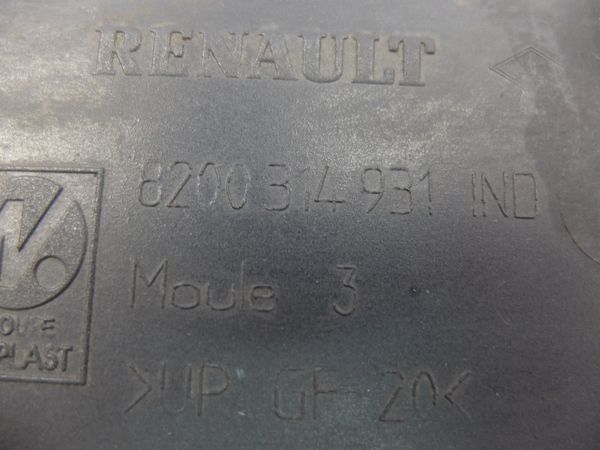 RENAULT
8200 314 931 IND
Moule 3
PLAST
>UP GF 20<